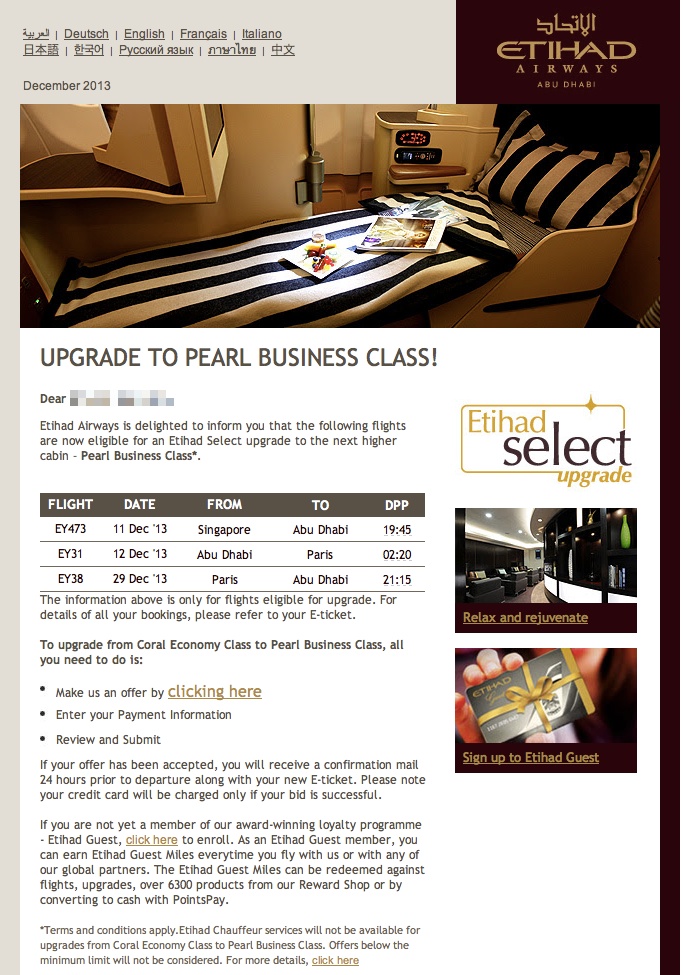 العربية | Deutsch | English | Français | Italiano
日本語 | 한국어 | Русский язык | ภาษาไทย | 中文
December 2013
الإتحاد
ETIHAD
AIRWAYS
ABU DHABI
UPGRADE TO PEARL BUSINESS CLASS!
Dear
Etihad Airways is delighted to inform you that the following flights
are now eligible for an Etihad Select upgrade to the next higher
cabin - Pearl Business Class*.
Etihad
select
upgrade
FLIGHT DATE FROM TO DPP
EY473 11 Dec '13 Singapore Abu Dhabi 19:45
EY31 12 Dec '13 Abu Dhabi Paris 02:20
EY38 29 Dec '13 Paris Abu Dhabi 21:15
The information above is only for flights eligible for upgrade. For
details of all your bookings, please refer to your E-ticket.
Relax and rejuvenate
To upgrade from Coral Economy Class to Pearl Business Class, all
you need to do is:
• Make us an offer by clicking here
• Enter your Payment Information
• Review and Submit
ETIHAD
Guest
Sign up to Etihad Guest
If your offer has been accepted, you will receive a confirmation mail
24 hours prior to departure along with your new E-ticket. Please note
your credit card will be charged only if your bid is successful.
If you are not yet a member of our award-winning loyalty programme
- Etihad Guest, click here to enroll. As an Etihad Guest member, you
can earn Etihad Guest Miles everytime you fly with us or with any of
our global partners. The Etihad Guest Miles can be redeemed against
flights, upgrades, over 6300 products from our Reward Shop or by
converting to cash with PointsPay.
*Terms and conditions apply.Etihad Chauffeur services will not be available for
upgrades from Coral Economy Class to Pearl Business Class. Offers below the
minimum limit will not be considered. For more details, click here